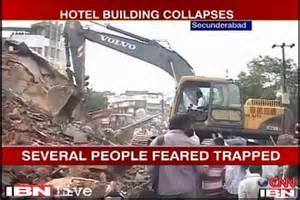 HOTEL BUILDING COLLAPSES
Secunderabad
VOLVO
SEVERAL PEOPLE FEARED TRAPPED
IBN live
CNN
IBN